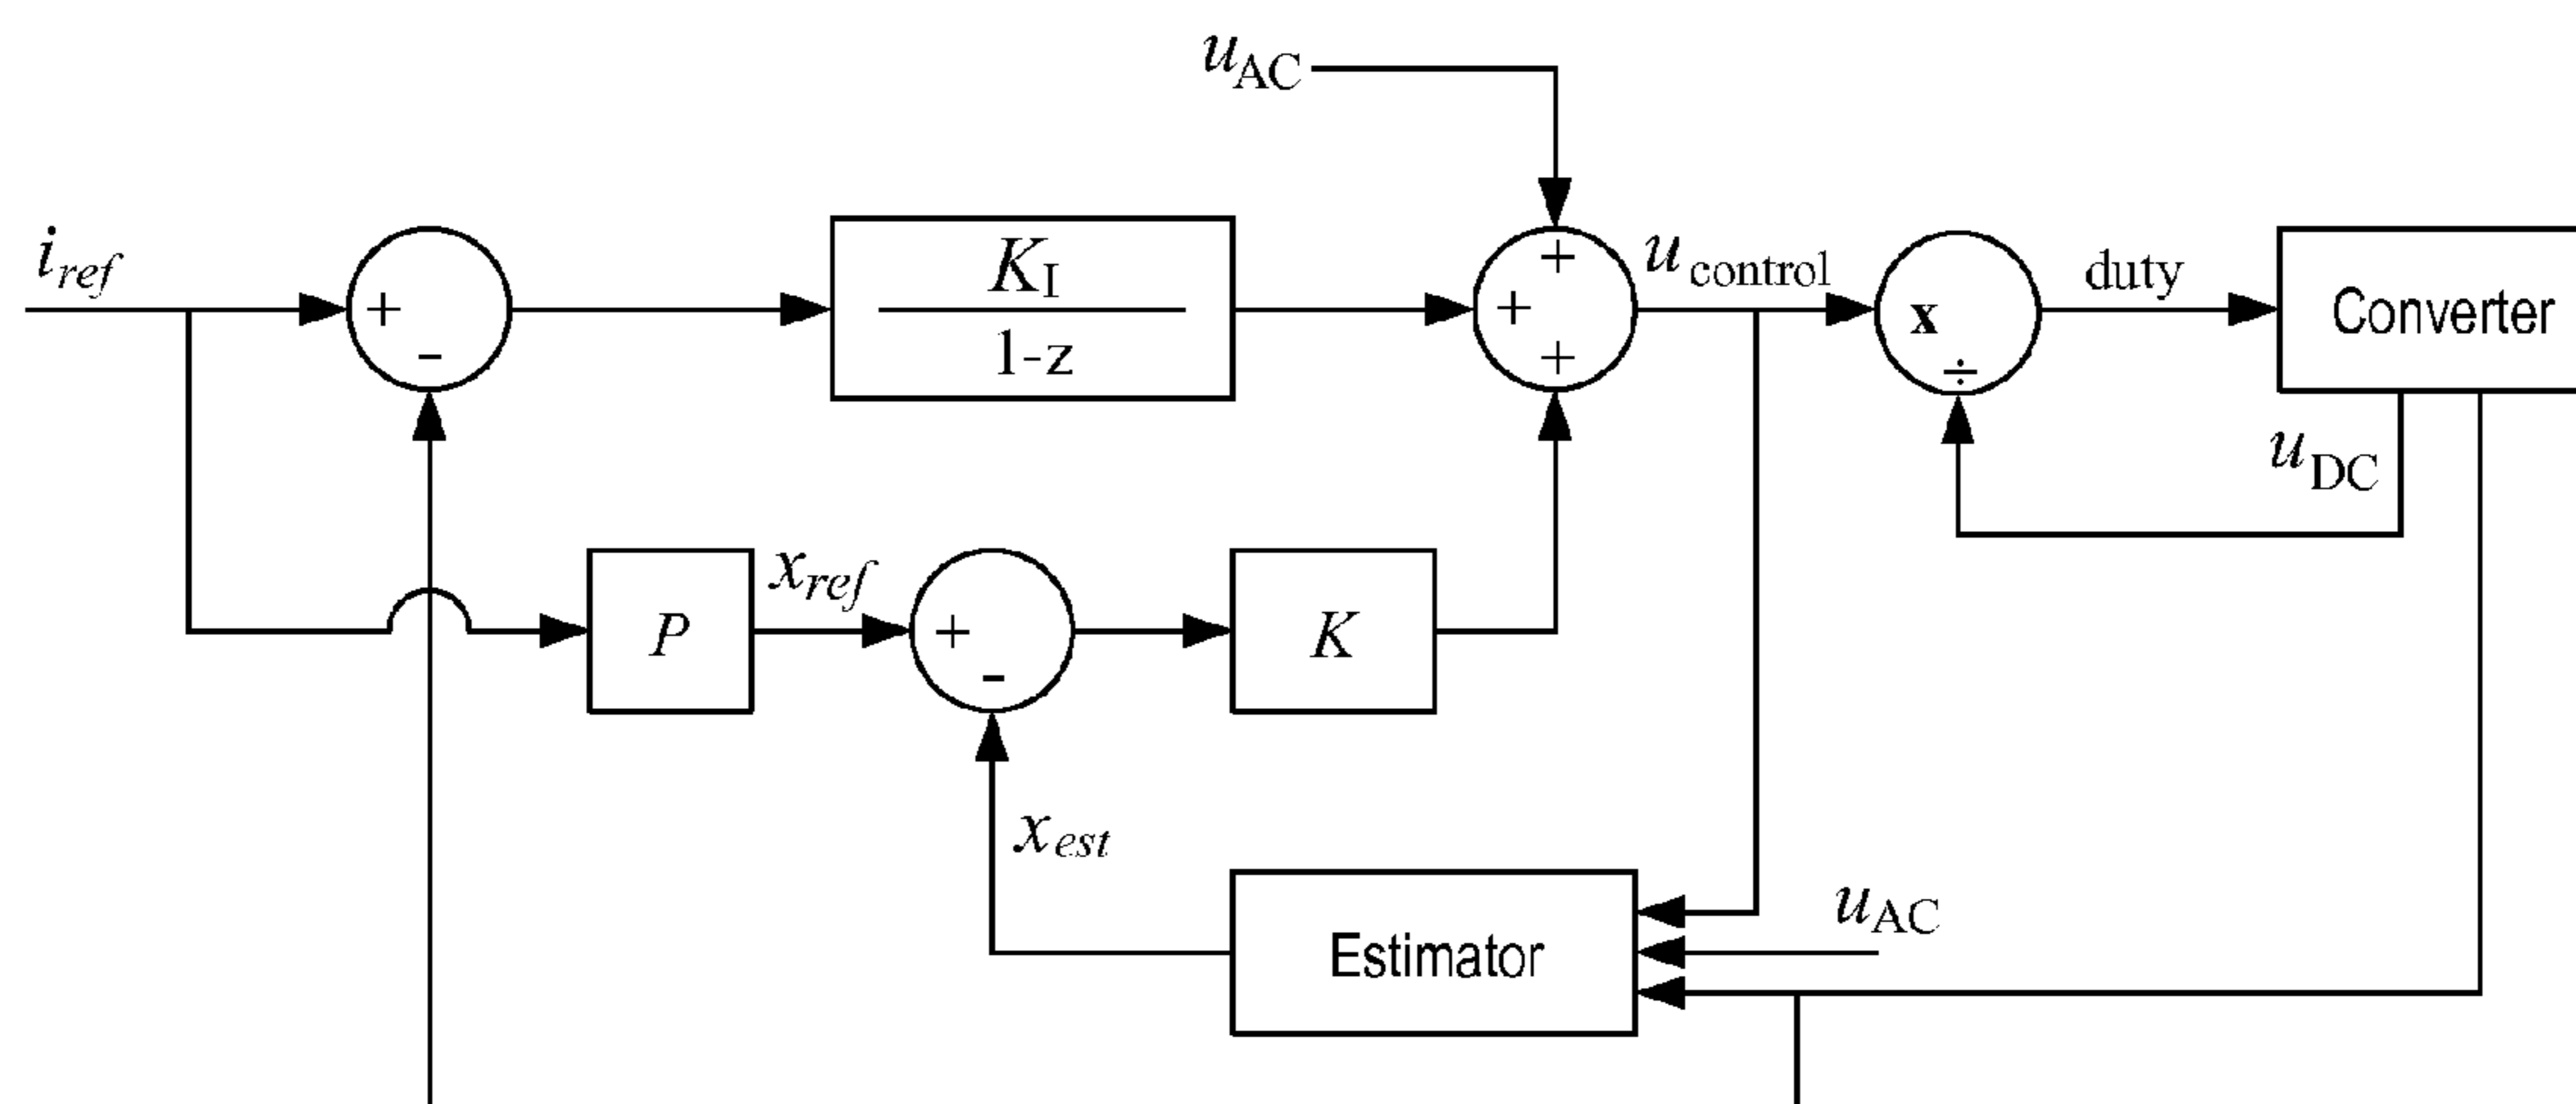 u_AC
i_ref
+
-
K_I
1-z
+
+
+
u_control
x
÷
duty
Converter
u_DC
P
x_ref
+
-
K
x_est
Estimator
u_AC